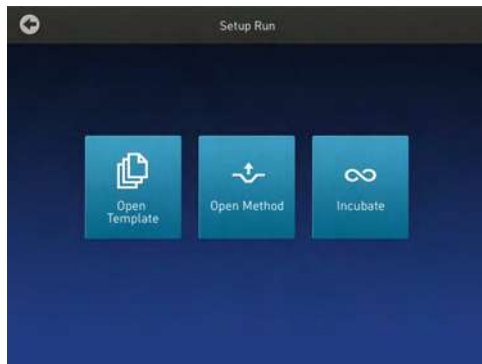 Setup Run
Open
Template
Open Method
Incubate